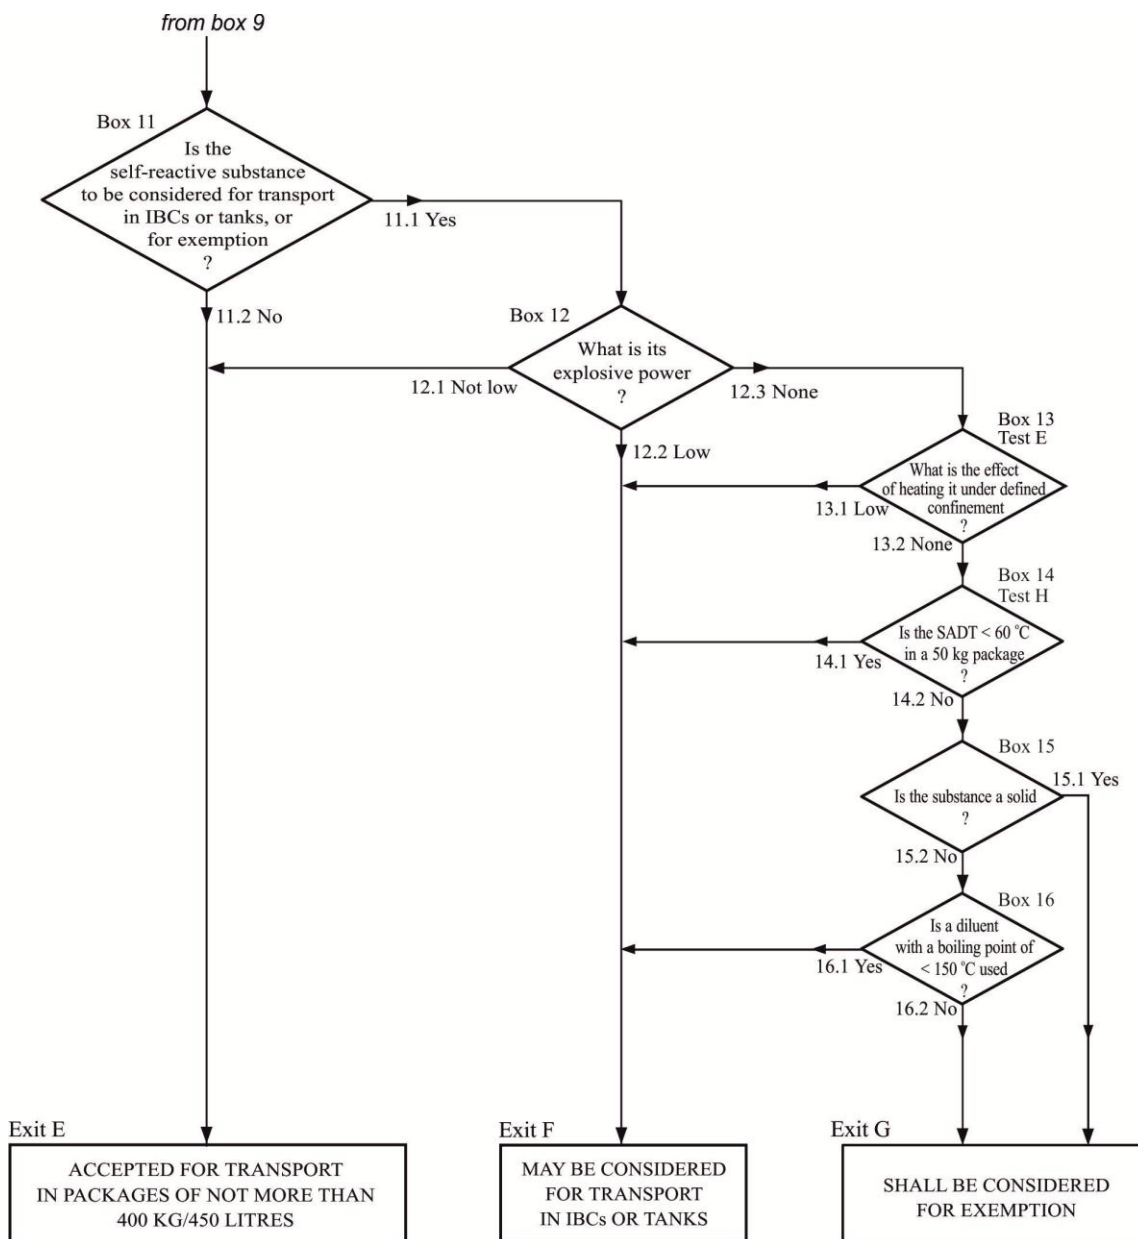 from box 9
Box 11
Is the
self-reactive substance
to be considered for transport
in IBCs or tanks, or
for exemption
?
11.1 Yes
11.2 No
Box 12
What is its
explosive power
?
12.1 Not low
12.3 None
12.2 Low
Box 13
Test E
What is the effect
of heating it under defined
confinement
?
13.1 Low
13.2 None
Box 14
Test H
Is the SADT < 60 °C
in a 50 kg package
?
14.1 Yes
14.2 No
Box 15
Is the substance a solid
?
15.1 Yes
15.2 No
Box 16
Is a diluent
with a boiling point of
< 150 °C used
?
16.1 Yes
16.2 No
Exit E
ACCEPTED FOR TRANSPORT
IN PACKAGES OF NOT MORE THAN
400 KG/450 LITRES
Exit F
MAY BE CONSIDERED
FOR TRANSPORT
IN IBCs OR TANKS
Exit G
SHALL BE CONSIDERED
FOR EXEMPTION